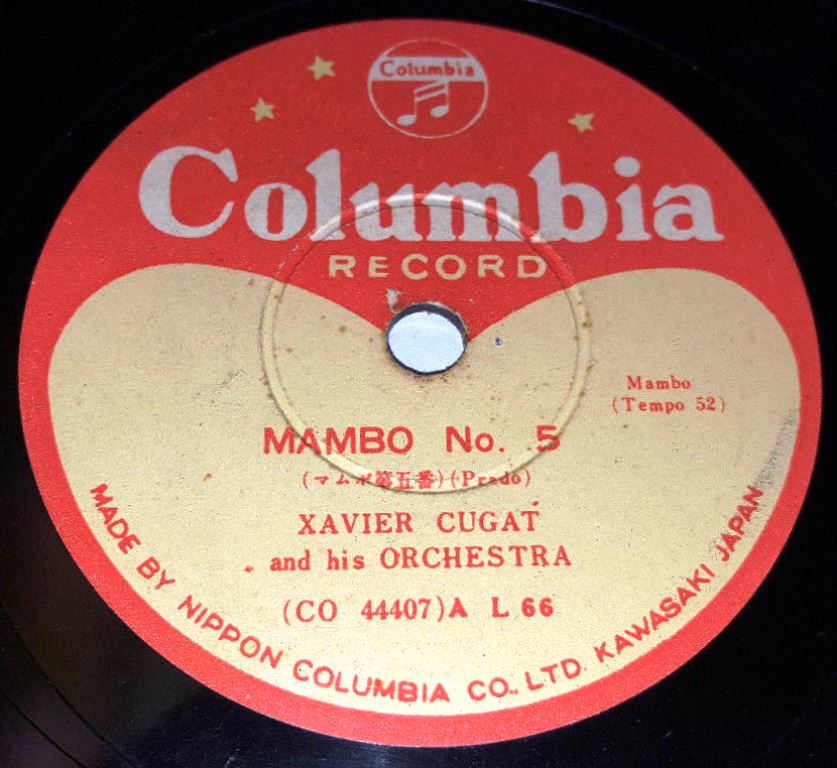 Columbia
Columbia
RECORD
Mambo
(Tempo 52)
MAMBO No. 5
(マムボ第五番)(Prado)
XAVIER CUGAT
and his ORCHESTRA
(CO 44407)A L 66
MADE BY NIPPON COLUMBIA CO., LTD. KAWASAKI JAPAN